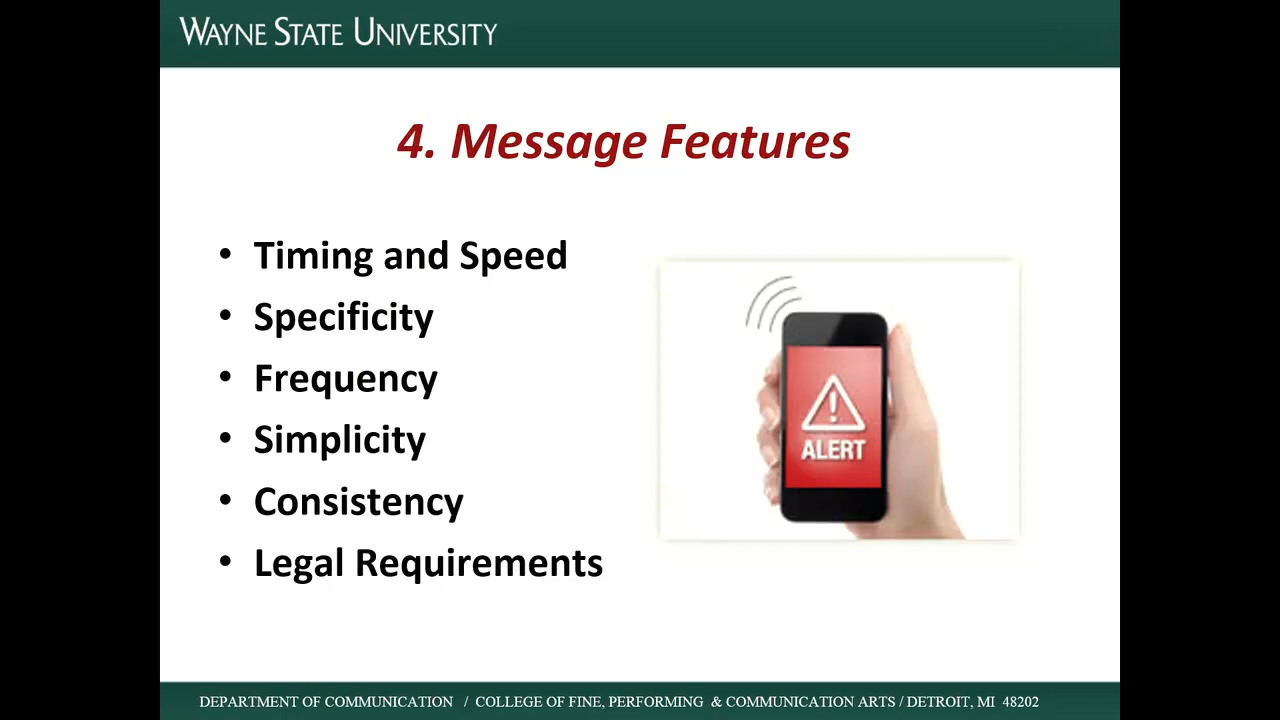 WAYNE STATE UNIVERSITY
4. Message Features
• Timing and Speed
• Specificity
• Frequency
• Simplicity
• Consistency
• Legal Requirements
ALERT
DEPARTMENT OF COMMUNICATION / COLLEGE OF FINE, PERFORMING & COMMUNICATION ARTS / DETROIT, MI 48202